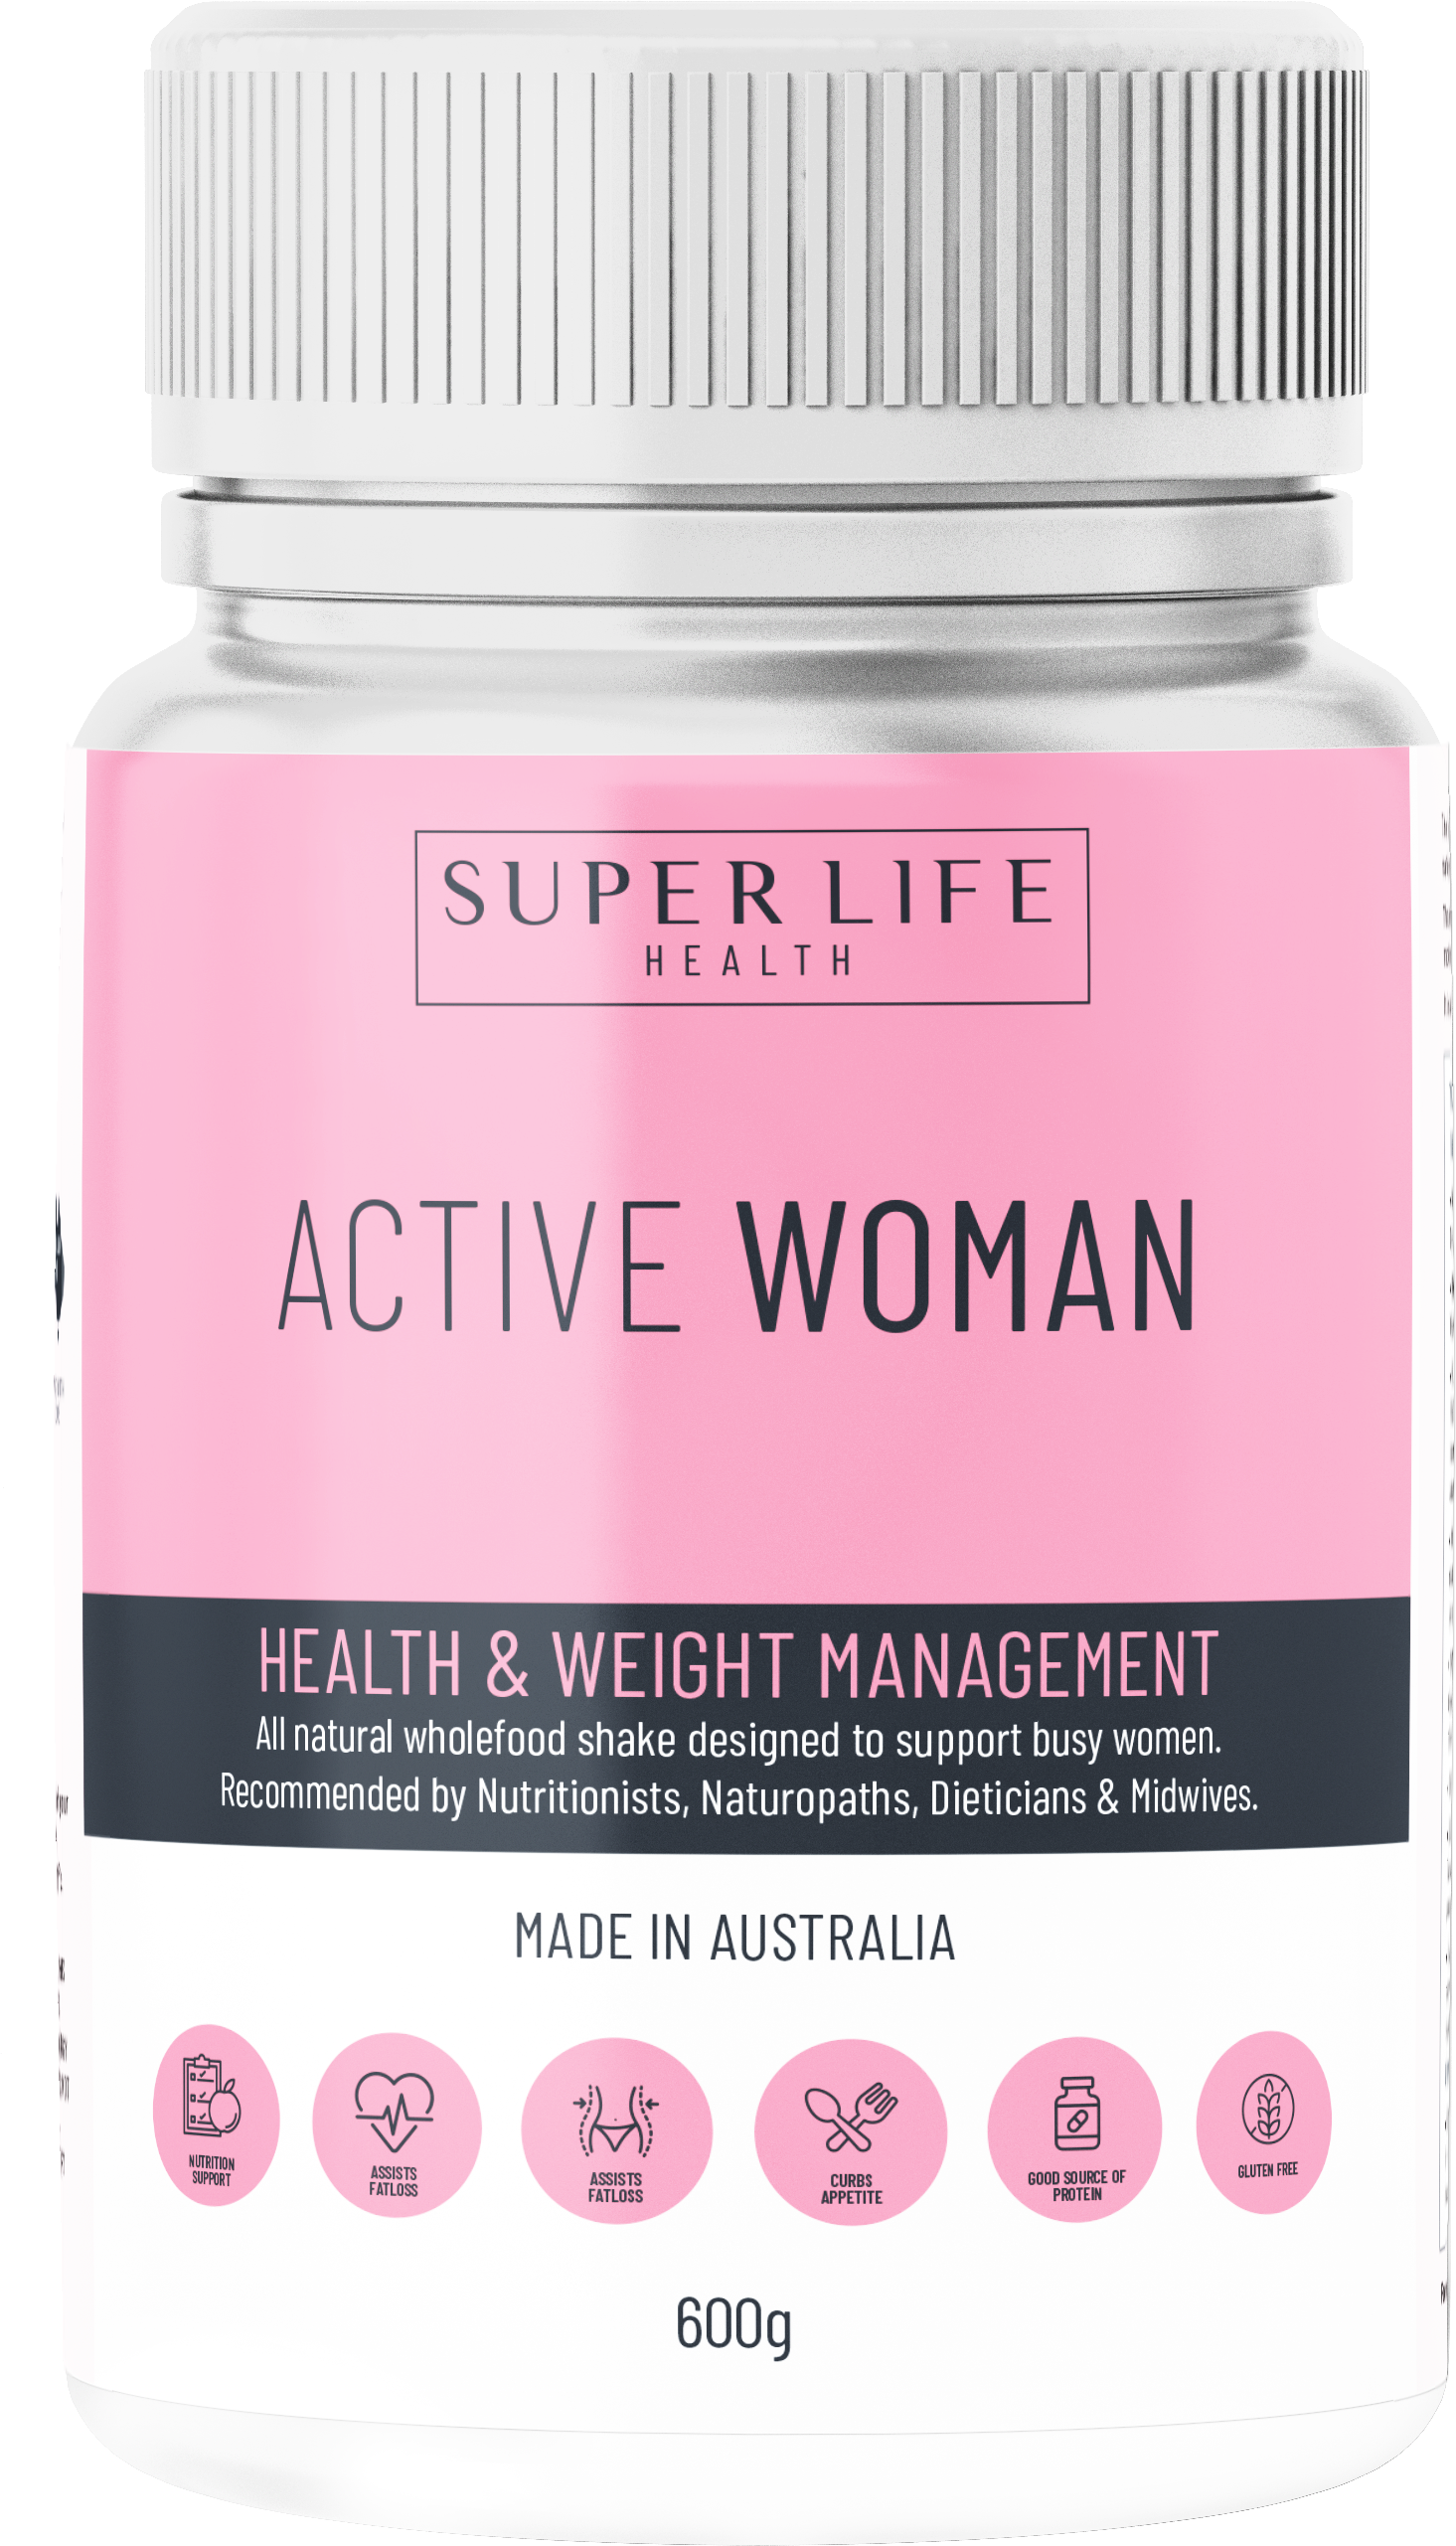 SUPER LIFE
HEALTH
ACTIVE WOMAN
HEALTH & WEIGHT MANAGEMENT
All natural wholefood shake designed to support busy women.
Recommended by Nutritionists, Naturopaths, Dieticians & Midwives.
MADE IN AUSTRALIA
NUTRITION
SUPPORT
ASSISTS
FATLOSS
ASSISTS
FATLOSS
CURBS
APPETITE
GOOD SOURCE OF
PROTEIN
GLUTEN FREE
600g